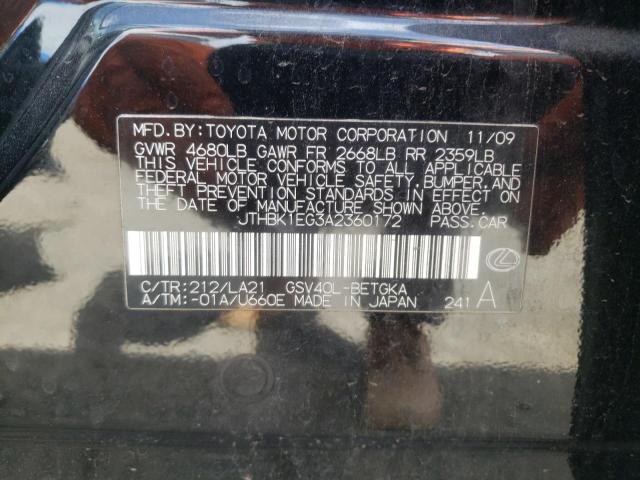 MFD. BY: TOYOTA MOTOR CORPORATION 11/09
GVWR 4680LB GAWR FR 2668LB RR 2359LB
THIS VEHICLE CONFORMS TO ALL APPLICABLE
FEDERAL MOTOR VEHICLE SAFETY, BUMPER, AND
THEFT PREVENTION STANDARDS IN EFFECT ON
THE DATE OF MANUFACTURE SHOWN ABOVE.
JTHBK1EG3A2360172 PASS. CAR
C/TR: 212/LA21 GSV40L-BETGKA
A/TM: -01A/U660E MADE IN JAPAN 241 A